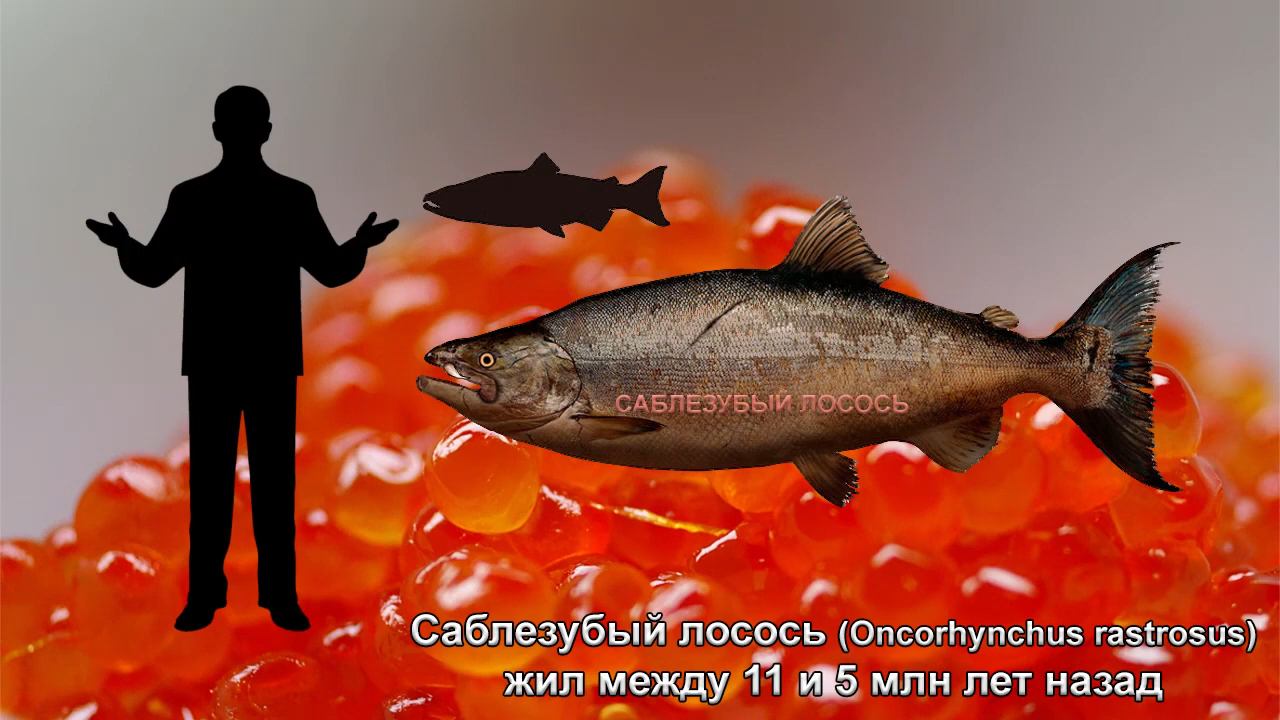 САБЛЕЗУБЫЙ ЛОСОСЬ
Саблезубый лосось (Oncorhynchus rastrosus)
жил между 11 и 5 млн лет назад